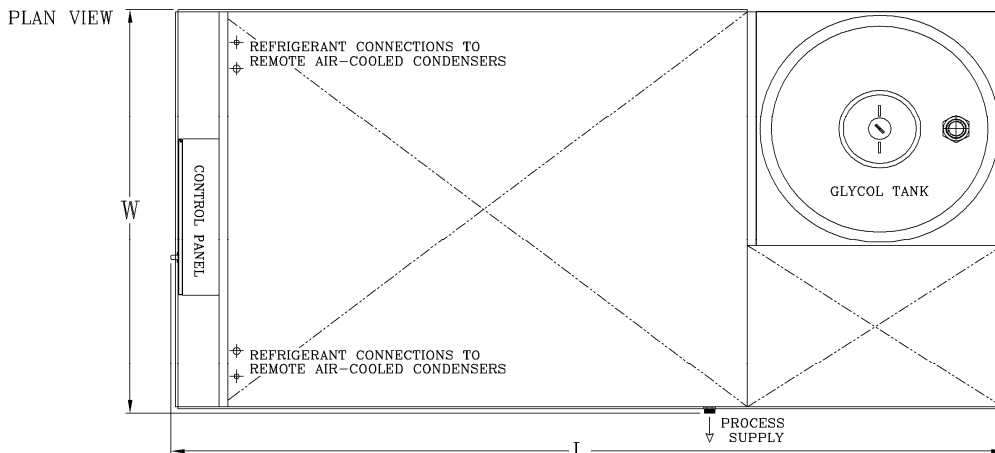 PLAN VIEW
REFRIGERANT CONNECTIONS TO
REMOTE AIR-COOLED CONDENSERS
CONTROL PANEL
GLYCOL TANK
W
REFRIGERANT CONNECTIONS TO
REMOTE AIR-COOLED CONDENSERS
PROCESS
SUPPLY
L